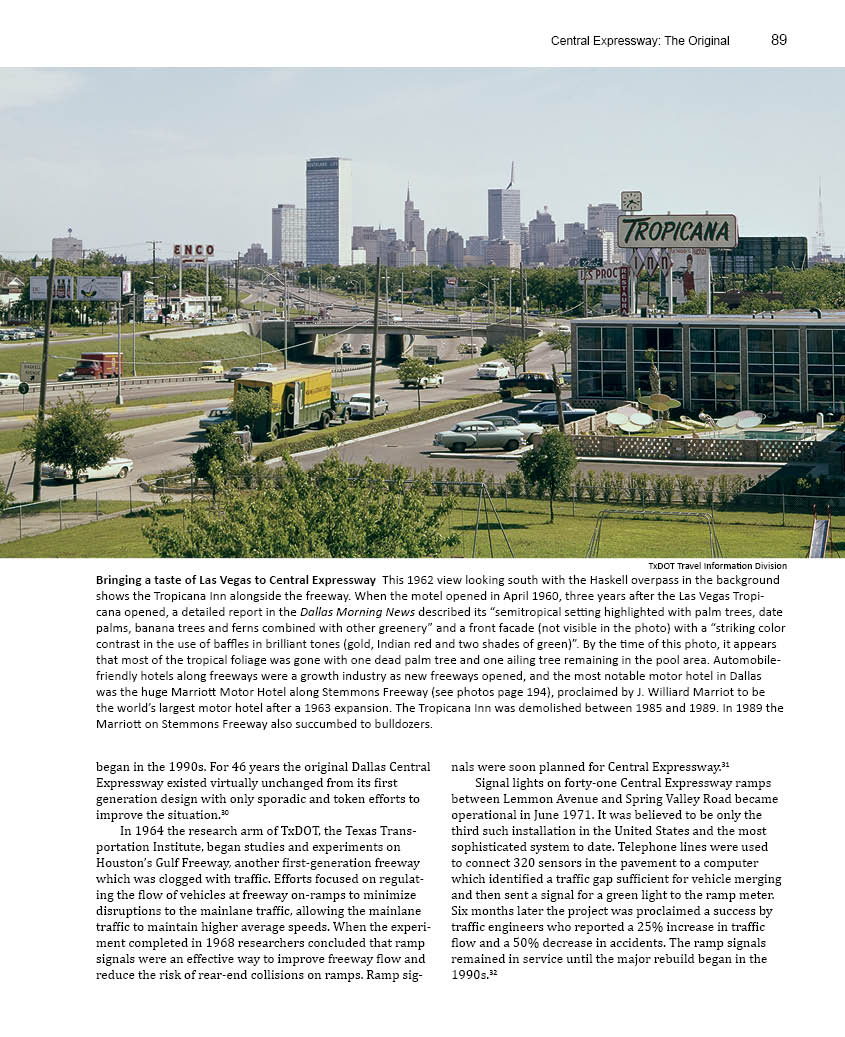 Central Expressway: The Original 89
SOUTHLAND LIFE
ENCO
TROPICANA
INN
RESTAURA
HASKELL
AVENUE
TxDOT Travel Information Division
Bringing a taste of Las Vegas to Central Expressway This 1962 view looking south with the Haskell overpass in the background
shows the Tropicana Inn alongside the freeway. When the motel opened in April 1960, three years after the Las Vegas Tropi-
cana opened, a detailed report in the Dallas Morning News described its “semitropical setting highlighted with palm trees, date
palms, banana trees and ferns combined with other greenery” and a front facade (not visible in the photo) with a “striking color
contrast in the use of baffles in brilliant tones (gold, Indian red and two shades of green)”. By the time of this photo, it appears
that most of the tropical foliage was gone with one dead palm tree and one ailing tree remaining in the pool area. Automobile-
friendly hotels along freeways were a growth industry as new freeways opened, and the most notable motor hotel in Dallas
was the huge Marriott Motor Hotel along Stemmons Freeway (see photos page 194), proclaimed by J. Williard Marriot to be
the world’s largest motor hotel after a 1963 expansion. The Tropicana Inn was demolished between 1985 and 1989. In 1989 the
Marriott on Stemmons Freeway also succumbed to bulldozers.
began in the 1990s. For 46 years the original Dallas Central
Expressway existed virtually unchanged from its first
generation design with only sporadic and token efforts to
improve the situation.³⁰
In 1964 the research arm of TxDOT, the Texas Trans-
portation Institute, began studies and experiments on
Houston’s Gulf Freeway, another first-generation freeway
which was clogged with traffic. Efforts focused on regulat-
ing the flow of vehicles at freeway on-ramps to minimize
disruptions to the mainlane traffic, allowing the mainlane
traffic to maintain higher average speeds. When the experi-
ment completed in 1968 researchers concluded that ramp
signals were an effective way to improve freeway flow and
reduce the risk of rear-end collisions on ramps. Ramp sig-
nals were soon planned for Central Expressway.³¹
Signal lights on forty-one Central Expressway ramps
between Lemmon Avenue and Spring Valley Road became
operational in June 1971. It was believed to be only the
third such installation in the United States and the most
sophisticated system to date. Telephone lines were used
to connect 320 sensors in the pavement to a computer
which identified a traffic gap sufficient for vehicle merging
and then sent a signal for a green light to the ramp meter.
Six months later the project was proclaimed a success by
traffic engineers who reported a 25% increase in traffic
flow and a 50% decrease in accidents. The ramp signals
remained in service until the major rebuild began in the
1990s.³²